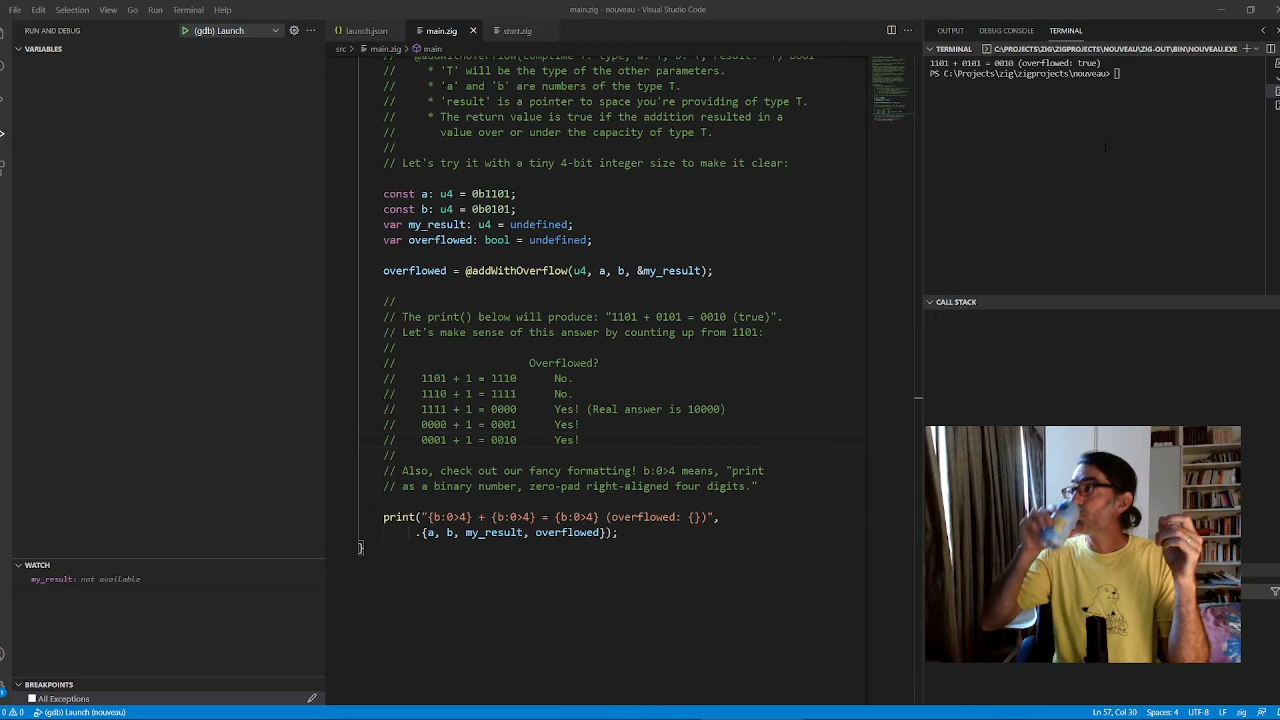 File Edit Selection View Go Run Terminal Help main.zig - nouveau - Visual Studio Code
RUN AND DEBUG (gdb) Launch launch.json main.zig start.zig OUTPUT DEBUG CONSOLE TERMINAL
VARIABLES src > main.zig > main
TERMINAL C:\PROJECTS\ZIG\ZIGPROJECTS\NOUVEAU\ZIG-OUT\BIN\NOUVEAU.EXE
1101 + 0101 = 0010 (overflowed: true)
PS C:\Projects\zig\zigprojects\nouveau>
// @addWithOverflow(comptime T: type, a: T, b: T, result: *T) bool
// * 'T' will be the type of the other parameters.
// * 'a' and 'b' are numbers of the type T.
// * 'result' is a pointer to space you're providing of type T.
// * The return value is true if the addition resulted in a
// value over or under the capacity of type T.
//
// Let's try it with a tiny 4-bit integer size to make it clear:
const a: u4 = 0b1101;
const b: u4 = 0b0101;
var my_result: u4 = undefined;
var overflowed: bool = undefined;
overflowed = @addWithOverflow(u4, a, b, &my_result);
//
// The print() below will produce: "1101 + 0101 = 0010 (true)".
// Let's make sense of this answer by counting up from 1101:
//
// Overflowed?
// 1101 + 1 = 1110 No.
// 1110 + 1 = 1111 No.
// 1111 + 1 = 0000 Yes! (Real answer is 10000)
// 0000 + 1 = 0001 Yes!
// 0001 + 1 = 0010 Yes!
//
// Also, check out our fancy formatting! b:0>4 means, "print
// as a binary number, zero-pad right-aligned four digits."
print("{b:0>4} + {b:0>4} = {b:0>4} (overflowed: {})",
.{a, b, my_result, overflowed});
}
CALL STACK
WATCH
my_result: not available
BREAKPOINTS
All Exceptions
0 0 (gdb) Launch (nouveau) Ln 57, Col 30 Spaces: 4 UTF-8 LF zig